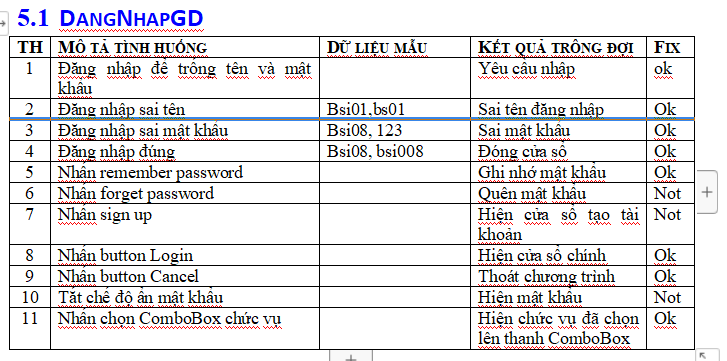 5.1 DANGNHAPGD
TH MÔ TẢ TÌNH HUỐNG DỮ LIỆU MẪU KẾT QUẢ TRÔNG ĐỢI FIX
1 Đăng nhập để trống tên và mật khẩu Yêu cầu nhập ok
2 Đăng nhập sai tên Bsi01,bs01 Sai tên đăng nhập Ok
3 Đăng nhập sai mật khẩu Bsi08, 123 Sai mật khẩu Ok
4 Đăng nhập đúng Bsi08, bsi008 Đóng cửa sổ Ok
5 Nhấn remember password Ghi nhớ mật khẩu Ok
6 Nhấn forget password Quên mật khẩu Not
7 Nhấn sign up Hiện cửa sổ tạo tài khoản Not
8 Nhấn button Login Hiện cửa sổ chính Ok
9 Nhấn button Cancel Thoát chương trình Ok
10 Tắt chế độ ẩn mật khẩu Hiện mật khẩu Not
11 Nhấn chọn ComboBox chức vụ Hiện chức vụ đã chọn lên thanh ComboBox Ok